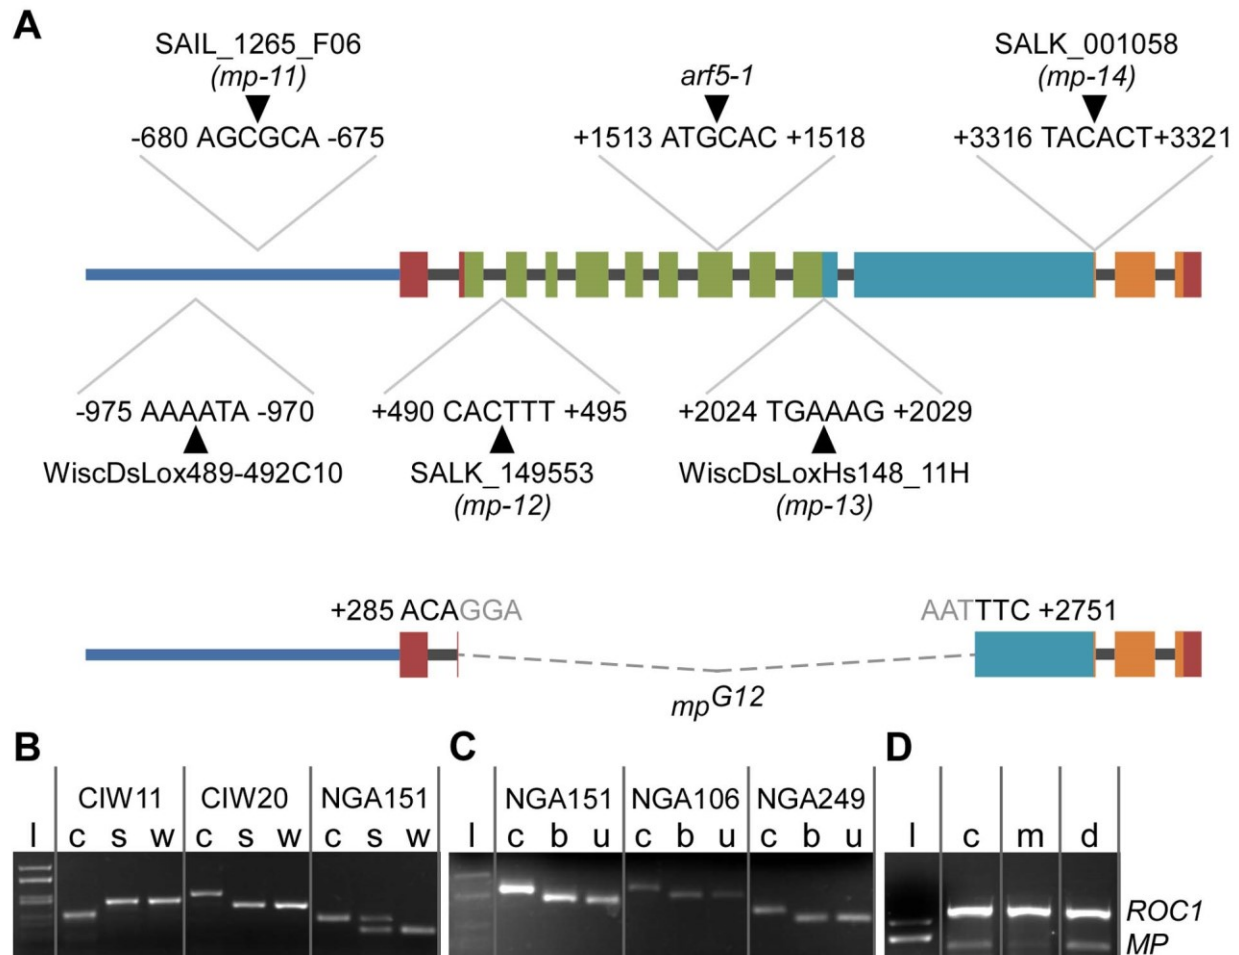 A
SAIL_1265_F06
(mp-11)
-680 AGCGCA -675
arf5-1
+1513 ATGCAC +1518
SALK_001058
(mp-14)
+3316 TACACT+3321
-975 AAAATA -970
WiscDsLox489-492C10
+490 CACTTT +495
SALK_149553
(mp-12)
+2024 TGAAAG +2029
WiscDsLoxHs148_11H
(mp-13)
+285 ACAGGA
AATTTC +2751
mpG12
B
CIW11 CIW20 NGA151
l c s w c s w c s w
C
NGA151 NGA106 NGA249
l c b u c b u c b u
D
l c m d
ROC1
MP